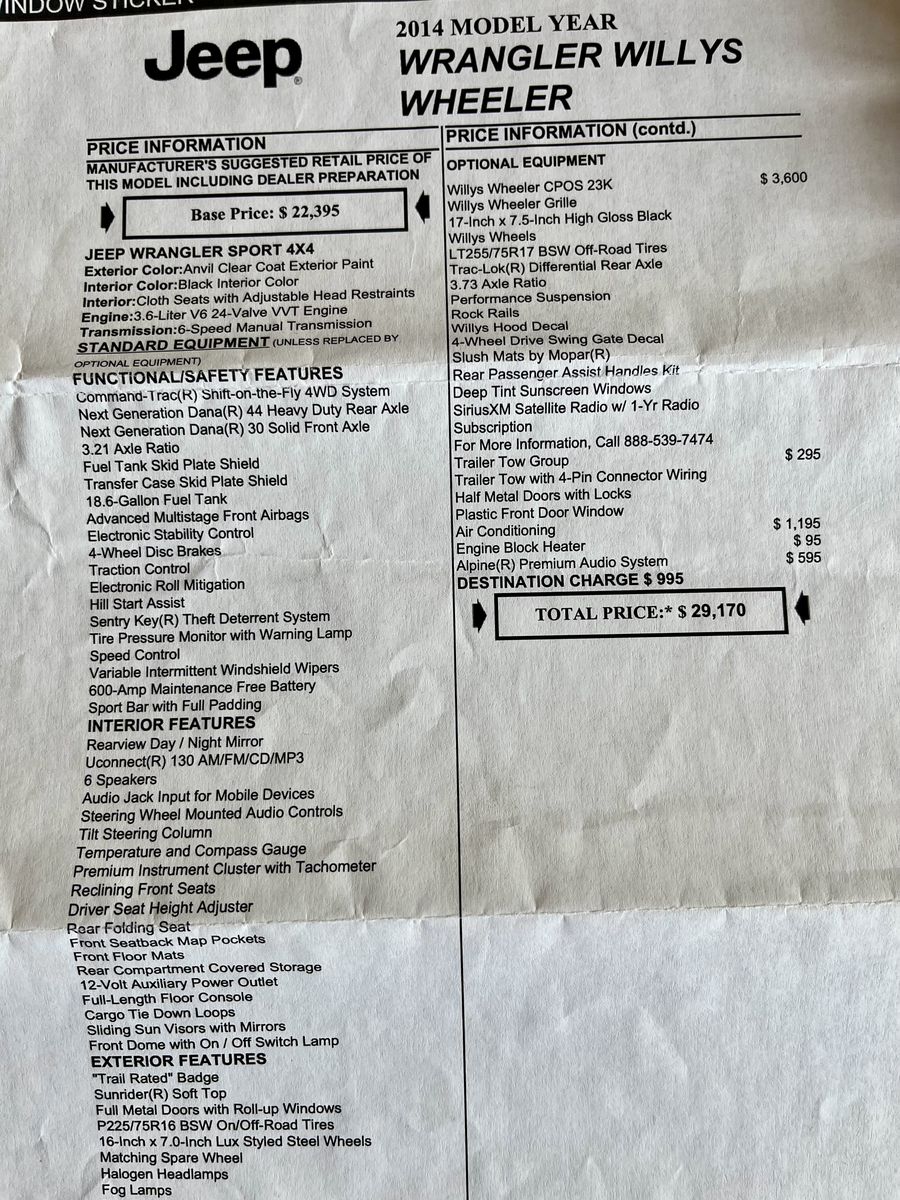 WINDOW STICKER
Jeep
2014 MODEL YEAR
WRANGLER WILLYS
WHEELER
PRICE INFORMATION
MANUFACTURER'S SUGGESTED RETAIL PRICE OF
THIS MODEL INCLUDING DEALER PREPARATION
Base Price: $ 22,395
JEEP WRANGLER SPORT 4X4
Exterior Color:Anvil Clear Coat Exterior Paint
Interior Color:Black Interior Color
Interior:Cloth Seats with Adjustable Head Restraints
Engine:3.6-Liter V6 24-Valve VVT Engine
Transmission:6-Speed Manual Transmission
STANDARD EQUIPMENT (UNLESS REPLACED BY
OPTIONAL EQUIPMENT)
FUNCTIONAL/SAFETY FEATURES
Command-Trac(R) Shift-on-the-Fly 4WD System
Next Generation Dana(R) 44 Heavy Duty Rear Axle
Next Generation Dana(R) 30 Solid Front Axle
3.21 Axle Ratio
Fuel Tank Skid Plate Shield
Transfer Case Skid Plate Shield
18.6-Gallon Fuel Tank
Advanced Multistage Front Airbags
Electronic Stability Control
4-Wheel Disc Brakes
Traction Control
Electronic Roll Mitigation
Hill Start Assist
Sentry Key(R) Theft Deterrent System
Tire Pressure Monitor with Warning Lamp
Speed Control
Variable Intermittent Windshield Wipers
600-Amp Maintenance Free Battery
Sport Bar with Full Padding
INTERIOR FEATURES
Rearview Day / Night Mirror
Uconnect(R) 130 AM/FM/CD/MP3
6 Speakers
Audio Jack Input for Mobile Devices
Steering Wheel Mounted Audio Controls
Tilt Steering Column
Temperature and Compass Gauge
Premium Instrument Cluster with Tachometer
Reclining Front Seats
Driver Seat Height Adjuster
Rear Folding Seat
Front Seatback Map Pockets
Front Floor Mats
Rear Compartment Covered Storage
12-Volt Auxiliary Power Outlet
Full-Length Floor Console
Cargo Tie Down Loops
Sliding Sun Visors with Mirrors
Front Dome with On / Off Switch Lamp
EXTERIOR FEATURES
"Trail Rated" Badge
Sunrider(R) Soft Top
Full Metal Doors with Roll-up Windows
P225/75R16 BSW On/Off-Road Tires
16-Inch x 7.0-Inch Lux Styled Steel Wheels
Matching Spare Wheel
Halogen Headlamps
Fog Lamps
PRICE INFORMATION (contd.)
OPTIONAL EQUIPMENT
Willys Wheeler CPOS 23K $ 3,600
Willys Wheeler Grille
17-Inch x 7.5-Inch High Gloss Black
Willys Wheels
LT255/75R17 BSW Off-Road Tires
Trac-Lok(R) Differential Rear Axle
3.73 Axle Ratio
Performance Suspension
Rock Rails
Willys Hood Decal
4-Wheel Drive Swing Gate Decal
Slush Mats by Mopar(R)
Rear Passenger Assist Handles Kit
Deep Tint Sunscreen Windows
SiriusXM Satellite Radio w/ 1-Yr Radio
Subscription
For More Information, Call 888-539-7474
Trailer Tow Group $ 295
Trailer Tow with 4-Pin Connector Wiring
Half Metal Doors with Locks
Plastic Front Door Window
Air Conditioning $ 1,195
Engine Block Heater $ 95
Alpine(R) Premium Audio System $ 595
DESTINATION CHARGE $ 995
TOTAL PRICE:* $ 29,170